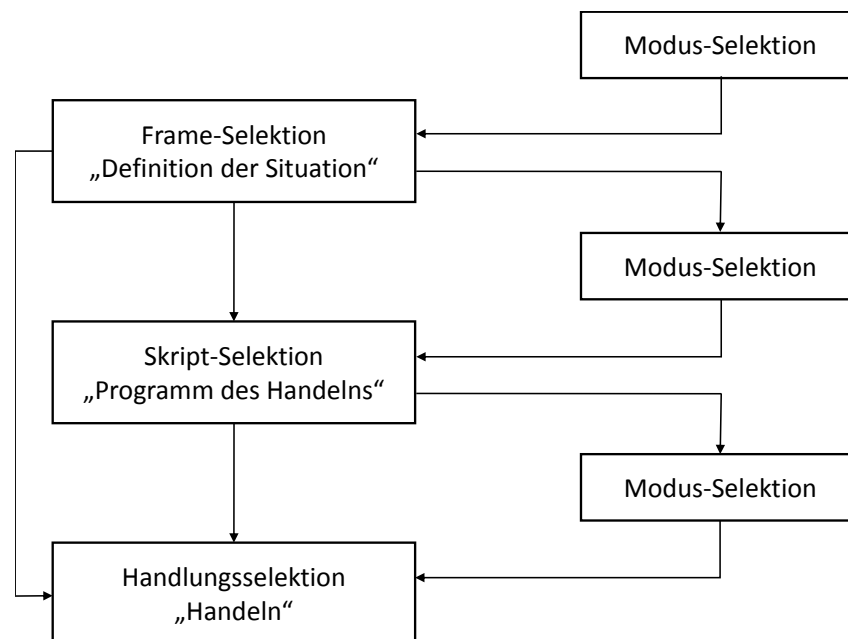 Modus-Selektion
Frame-Selektion
„Definition der Situation“
Modus-Selektion
Skript-Selektion
„Programm des Handelns“
Modus-Selektion
Handlungsselektion
„Handeln“